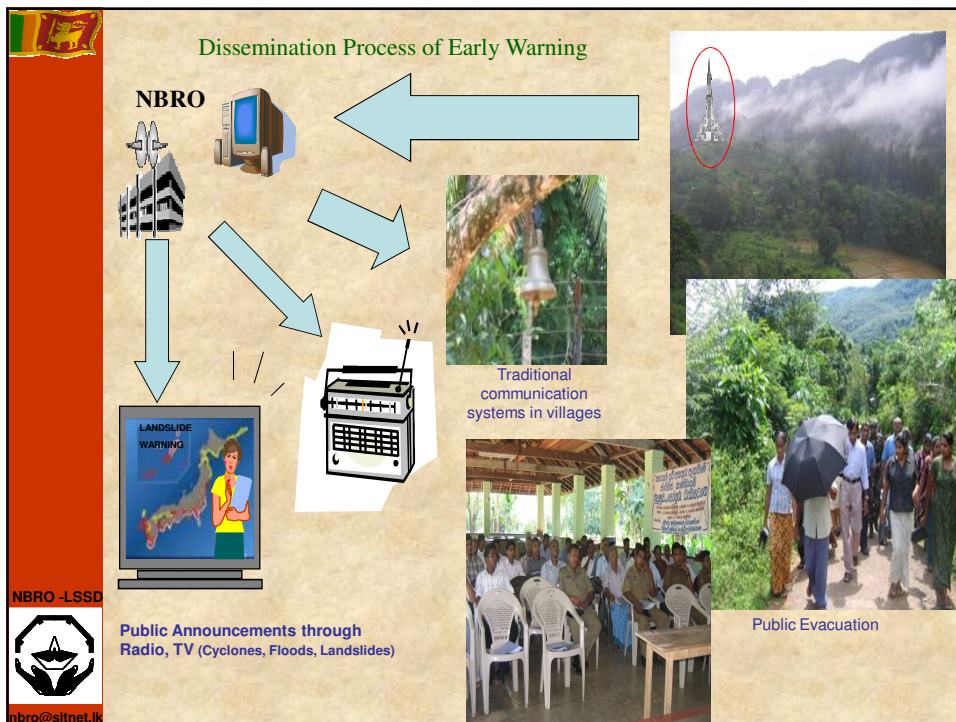 Dissemination Process of Early Warning
NBRO
Traditional
communication
systems in villages
LANDSLIDE
WARNING
Public Evacuation
Public Announcements through
Radio, TV (Cyclones, Floods, Landslides)
NBRO -LSSD
nbro@sltnet.lk